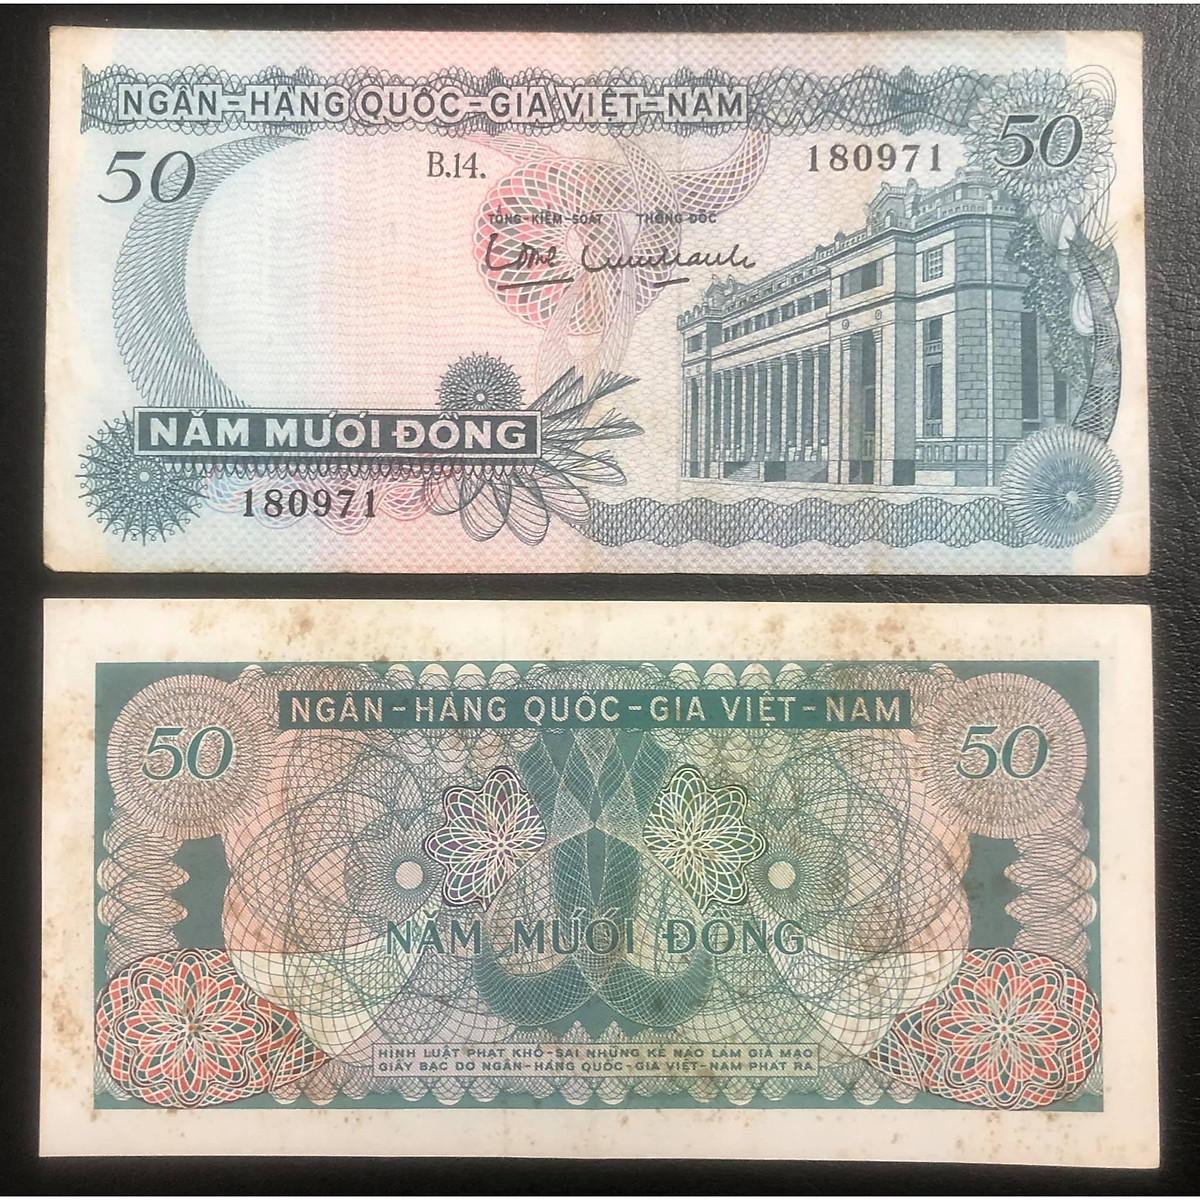 NGÂN-HÀNG QUỐC-GIA VIỆT-NAM
50
B.14.
180971
50
TỔNG-KIỂM-SOÁT THỐNG ĐỐC
NĂM MƯƠI ĐỒNG
180971
NGÂN-HÀNG QUỐC-GIA VIỆT-NAM
50
50
NĂM MƯƠI ĐỒNG
HÌNH LUẬT PHẠT KHỔ-SAI NHỮNG KẺ NÀO LÀM GIẢ MẠO
GIẤY BẠC DO NGÂN-HÀNG QUỐC-GIA VIỆT-NAM PHÁT RA